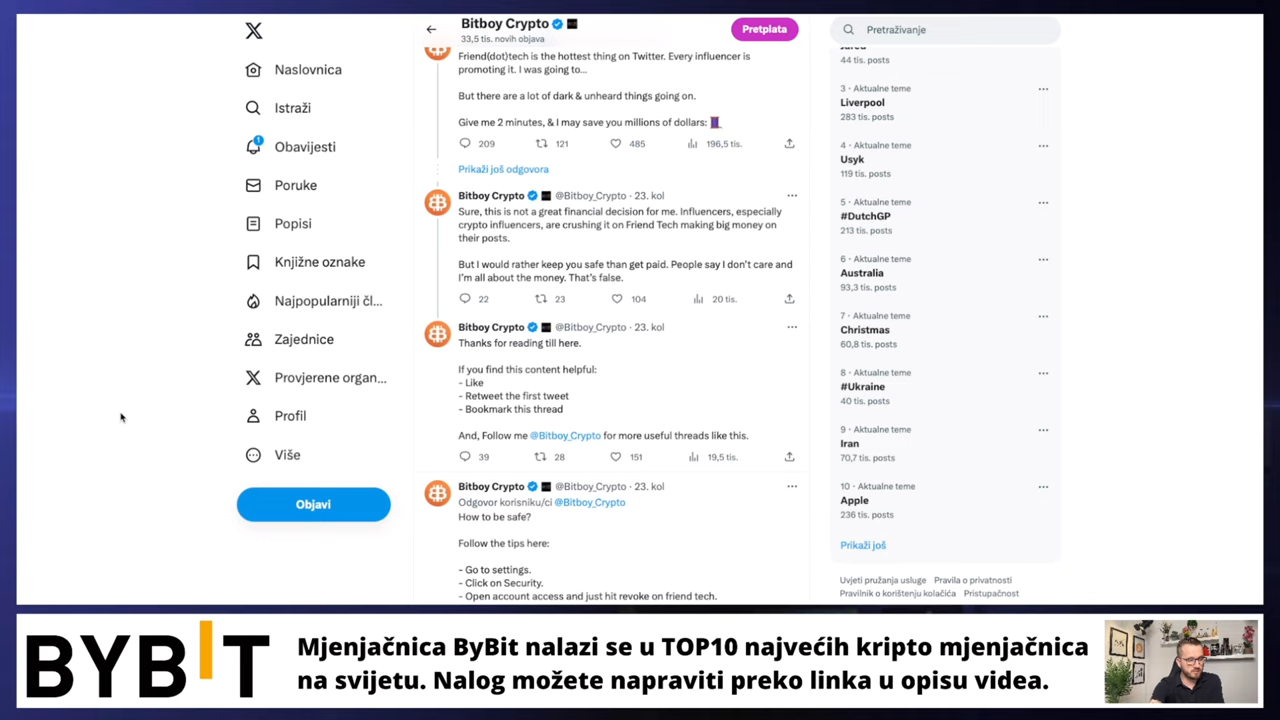 Naslovnica
Istraži
1
Obavijesti
Poruke
Popisi
Knjižne oznake
Najpopularniji čl...
Zajednice
Provjerene organ...
Profil
Više
Objavi
Bitboy Crypto
33,5 tis. novih objava
Pretplata
Friend(dot)tech is the hottest thing on Twitter. Every influencer is
promoting it. I was going to...
But there are a lot of dark & unheard things going on.
Give me 2 minutes, & I may save you millions of dollars:
209 121 485 196,5 tis.
Prikaži još odgovora
Bitboy Crypto @Bitboy_Crypto · 23. kol
Sure, this is not a great financial decision for me. Influencers, especially
crypto influencers, are crushing it on Friend Tech making big money on
their posts.
But I would rather keep you safe than get paid. People say I don't care and
I'm all about the money. That's false.
22 23 104 20 tis.
Bitboy Crypto @Bitboy_Crypto · 23. kol
Thanks for reading till here.
If you find this content helpful:
- Like
- Retweet the first tweet
- Bookmark this thread
And, Follow me @Bitboy_Crypto for more useful threads like this.
39 28 151 19,5 tis.
Bitboy Crypto @Bitboy_Crypto · 23. kol
Odgovor korisniku/ci @Bitboy_Crypto
How to be safe?
Follow the tips here:
- Go to settings.
- Click on Security.
- Open account access and just hit revoke on friend tech.
Pretraživanje
44 tis. posts
3 · Aktualne teme
Liverpool
283 tis. posts
4 · Aktualne teme
Usyk
119 tis. posts
5 · Aktualne teme
#DutchGP
213 tis. posts
6 · Aktualne teme
Australia
93,3 tis. posts
7 · Aktualne teme
Christmas
60,8 tis. posts
8 · Aktualne teme
#Ukraine
40 tis. posts
9 · Aktualne teme
Iran
70,7 tis. posts
10 · Aktualne teme
Apple
236 tis. posts
Prikaži još
Uvjeti pružanja usluge Pravila o privatnosti
Pravilnik o korištenju kolačića Pristupačnost
BYBIT
Mjenjačnica ByBit nalazi se u TOP10 najvećih kripto mjenjačnica
na svijetu. Nalog možete napraviti preko linka u opisu videa.